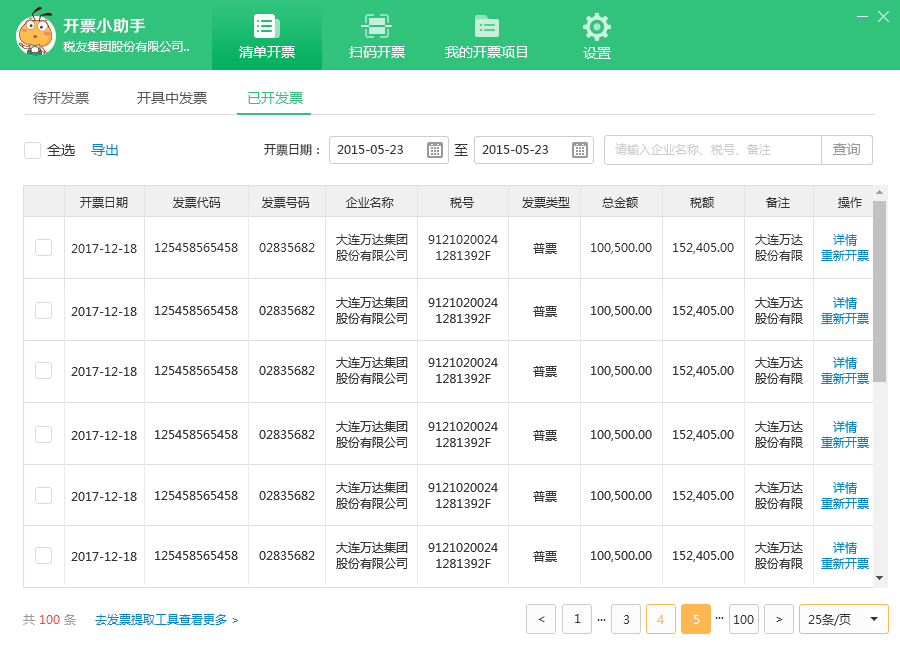 开票小助手
税友集团股份有限公司..
清单开票
扫码开票
我的开票项目
设置
待开发票
开具中发票
已开发票
全选 导出 开票日期： 2015-05-23 至 2015-05-23 请输入企业名称、税号、备注 查询
开票日期 发票代码 发票号码 企业名称 税号 发票类型 总金额 税额 备注 操作
2017-12-18 125458565458 02835682 大连万达集团 9121020024 普票 100,500.00 152,405.00 大连万达 详情
股份有限公司 1281392F 股份有限 重新开票
2017-12-18 125458565458 02835682 大连万达集团 9121020024 普票 100,500.00 152,405.00 大连万达 详情
股份有限公司 1281392F 股份有限 重新开票
2017-12-18 125458565458 02835682 大连万达集团 9121020024 普票 100,500.00 152,405.00 大连万达 详情
股份有限公司 1281392F 股份有限 重新开票
2017-12-18 125458565458 02835682 大连万达集团 9121020024 普票 100,500.00 152,405.00 大连万达 详情
股份有限公司 1281392F 股份有限 重新开票
2017-12-18 125458565458 02835682 大连万达集团 9121020024 普票 100,500.00 152,405.00 大连万达 详情
股份有限公司 1281392F 股份有限 重新开票
2017-12-18 125458565458 02835682 大连万达集团 9121020024 普票 100,500.00 152,405.00 大连万达 详情
股份有限公司 1281392F 股份有限 重新开票
共 100 条 去发票提取工具查看更多 > < 1 ... 3 4 5 ... 100 > 25条/页